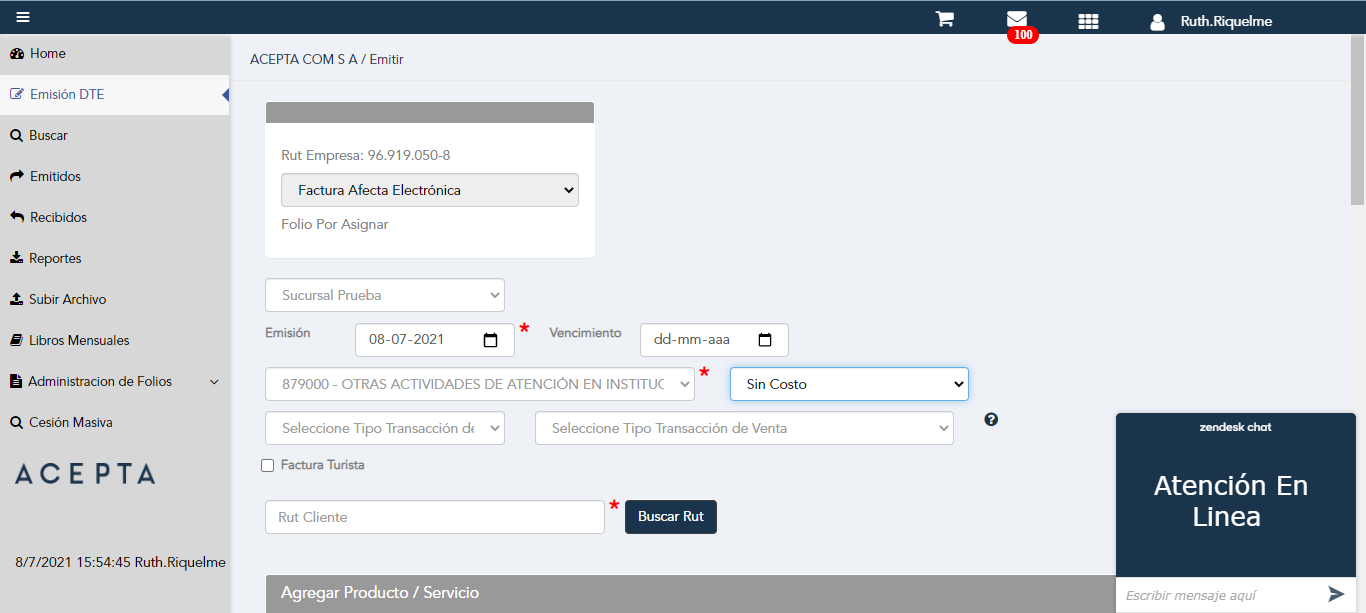 100
Ruth.Riquelme
Home
Emisión DTE
Buscar
Emitidos
Recibidos
Reportes
Subir Archivo
Libros Mensuales
Administracion de Folios
Cesión Masiva
ACEPTA
8/7/2021 15:54:45 Ruth.Riquelme
ACEPTA COM S A / Emitir
Rut Empresa: 96.919.050-8
Factura Afecta Electrónica
Folio Por Asignar
Sucursal Prueba
Emisión 08-07-2021 * Vencimiento dd-mm-aaa
879000 - OTRAS ACTIVIDADES DE ATENCIÓN EN INSTITUC * Sin Costo
Seleccione Tipo Transacción de Seleccione Tipo Transacción de Venta ?
Factura Turista
Rut Cliente * Buscar Rut
Agregar Producto / Servicio
zendesk chat
Atención En
Linea
Escribir mensaje aquí